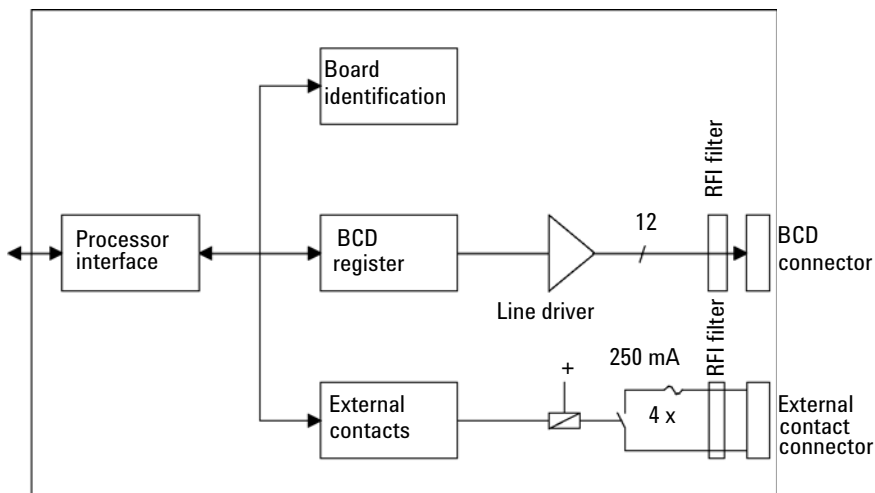 Board
identification
RFI filter
Processor
interface
BCD
register
12
BCD
connector
Line driver
RFI filter
250 mA
+
4 x
External
contacts
External
contact
connector